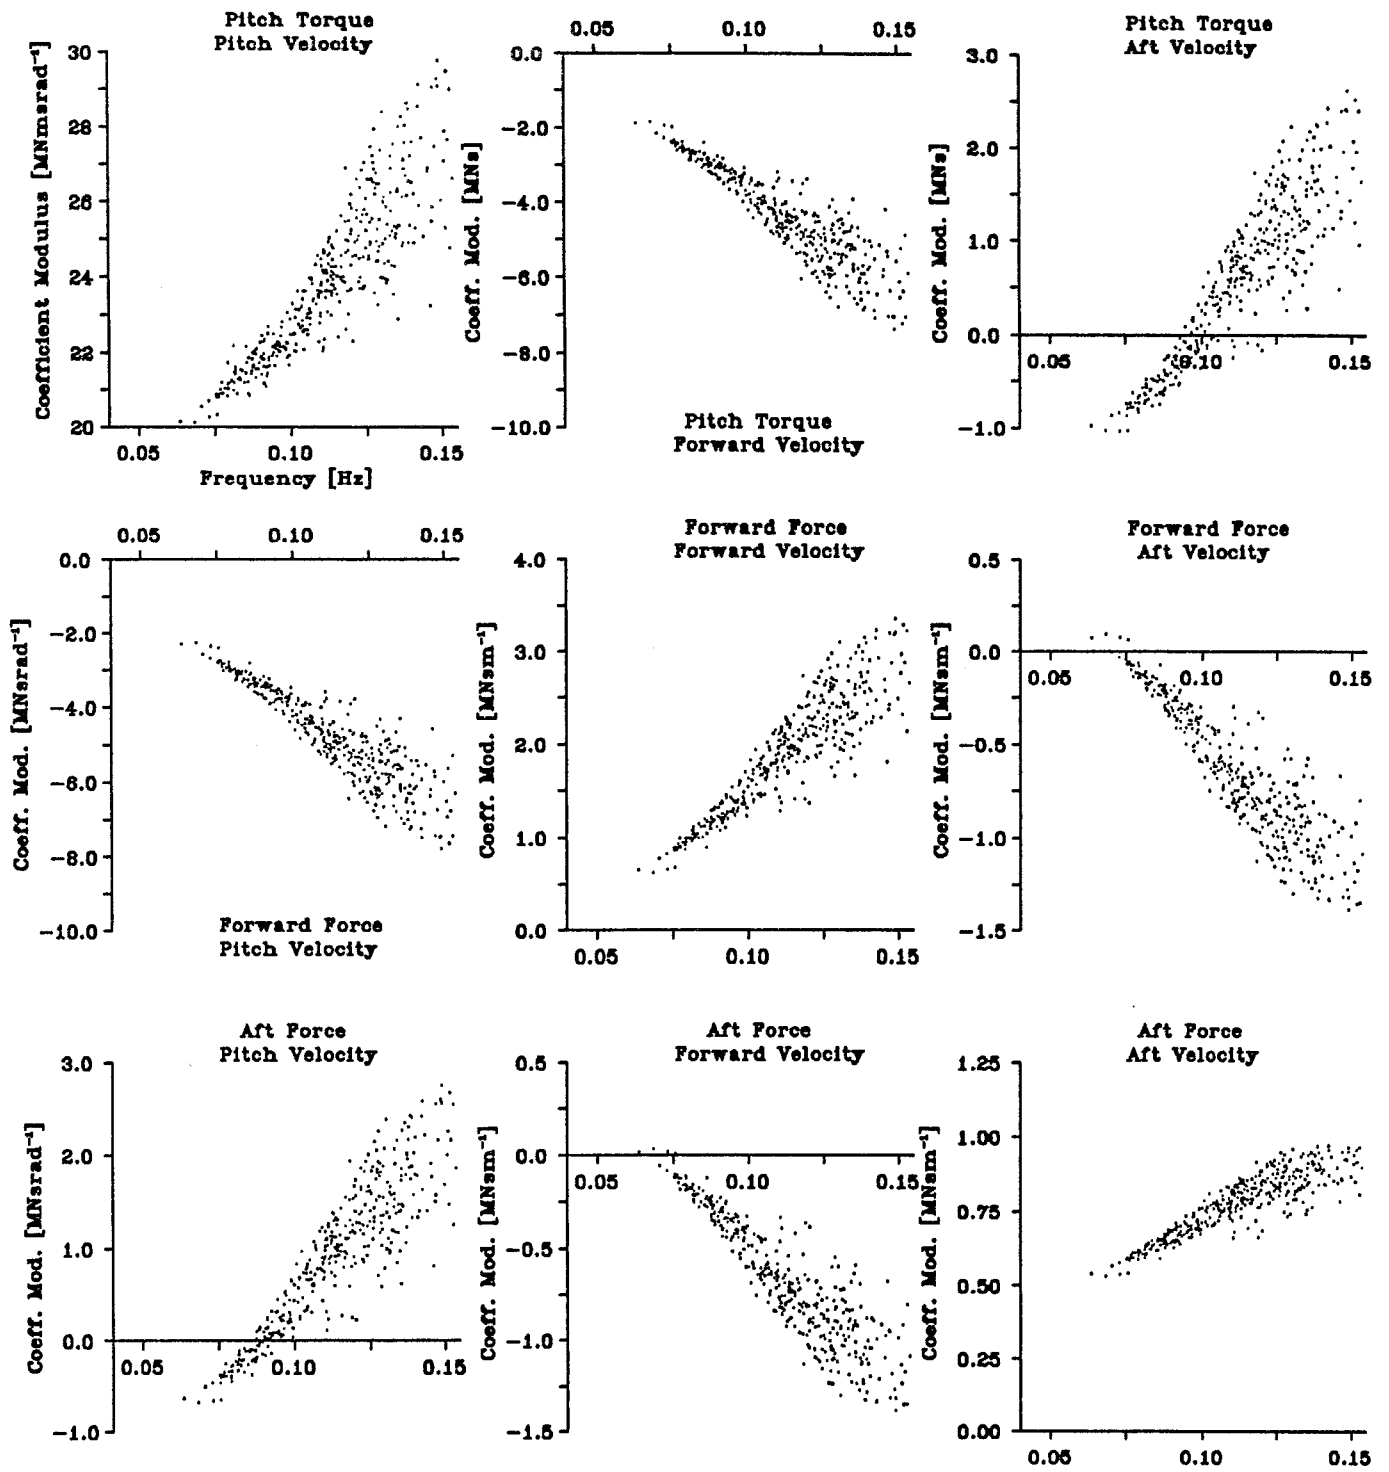 Pitch Torque
Pitch Velocity
Coefficient Modulus [MNmsrad⁻¹]
30
28
26
24
22
20
0.05 0.10 0.15
Frequency [Hz]
0.05 0.10 0.15
0.0
−2.0
−4.0
−6.0
−8.0
−10.0
Coeff. Mod. [MNs]
Pitch Torque
Forward Velocity
Pitch Torque
Aft Velocity
3.0
2.0
1.0
0.0
−1.0
Coeff. Mod. [MNs]
0.05 0.10 0.15
0.05 0.10 0.15
0.0
−2.0
−4.0
−6.0
−8.0
−10.0
Coeff. Mod. [MNsrad⁻¹]
Forward Force
Pitch Velocity
Forward Force
Forward Velocity
4.0
3.0
2.0
1.0
0.0
Coeff. Mod. [MNsm⁻¹]
0.05 0.10 0.15
Forward Force
Aft Velocity
0.5
0.0
−0.5
−1.0
−1.5
Coeff. Mod. [MNsm⁻¹]
0.05 0.10 0.15
Aft Force
Pitch Velocity
3.0
2.0
1.0
0.0
−1.0
Coeff. Mod. [MNsrad⁻¹]
0.05 0.10 0.15
Aft Force
Forward Velocity
0.5
0.0
−0.5
−1.0
−1.5
Coeff. Mod. [MNsm⁻¹]
0.05 0.10 0.15
Aft Force
Aft Velocity
1.25
1.00
0.75
0.50
0.25
0.00
Coeff. Mod. [MNsm⁻¹]
0.05 0.10 0.15